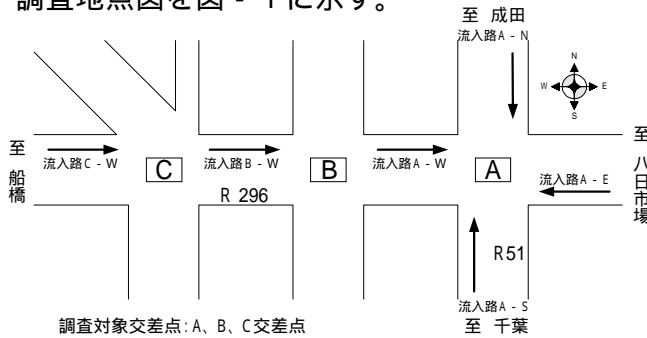 調査地点図を図-1に示す。
至 成田
流入路A-N
N
W
E
S
至 船橋
流入路C-W
C
流入路B-W
B
流入路A-W
A
流入路A-E
至 八日市場
R 296
R51
流入路A-S
至 千葉
調査対象交差点:A、B、C交差点